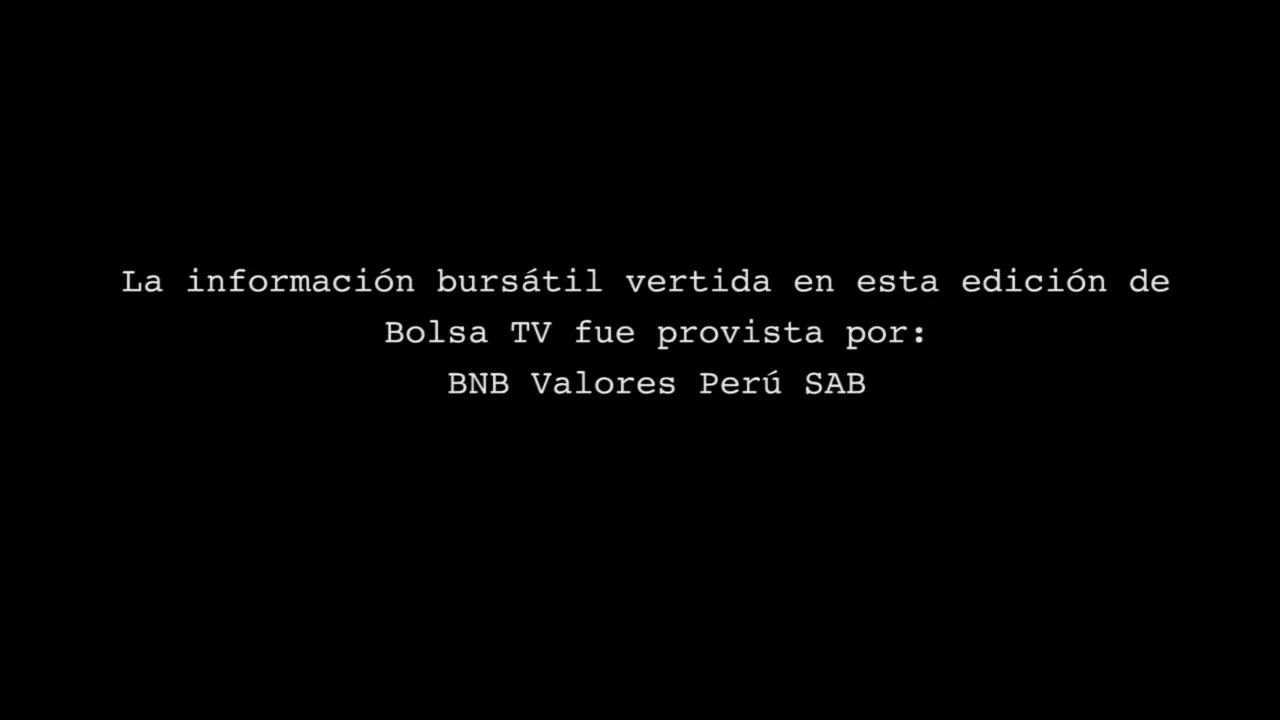 La información bursátil vertida en esta edición de
Bolsa TV fue provista por:
BNB Valores Perú SAB